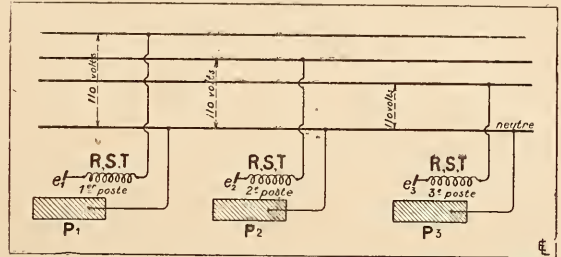 110 volts
110 volts
110 volts
neutre
R,S,T
R,S,T
R,S,T
e1
1er poste
e2
2e poste
e3
3e poste
P1
P2
P3